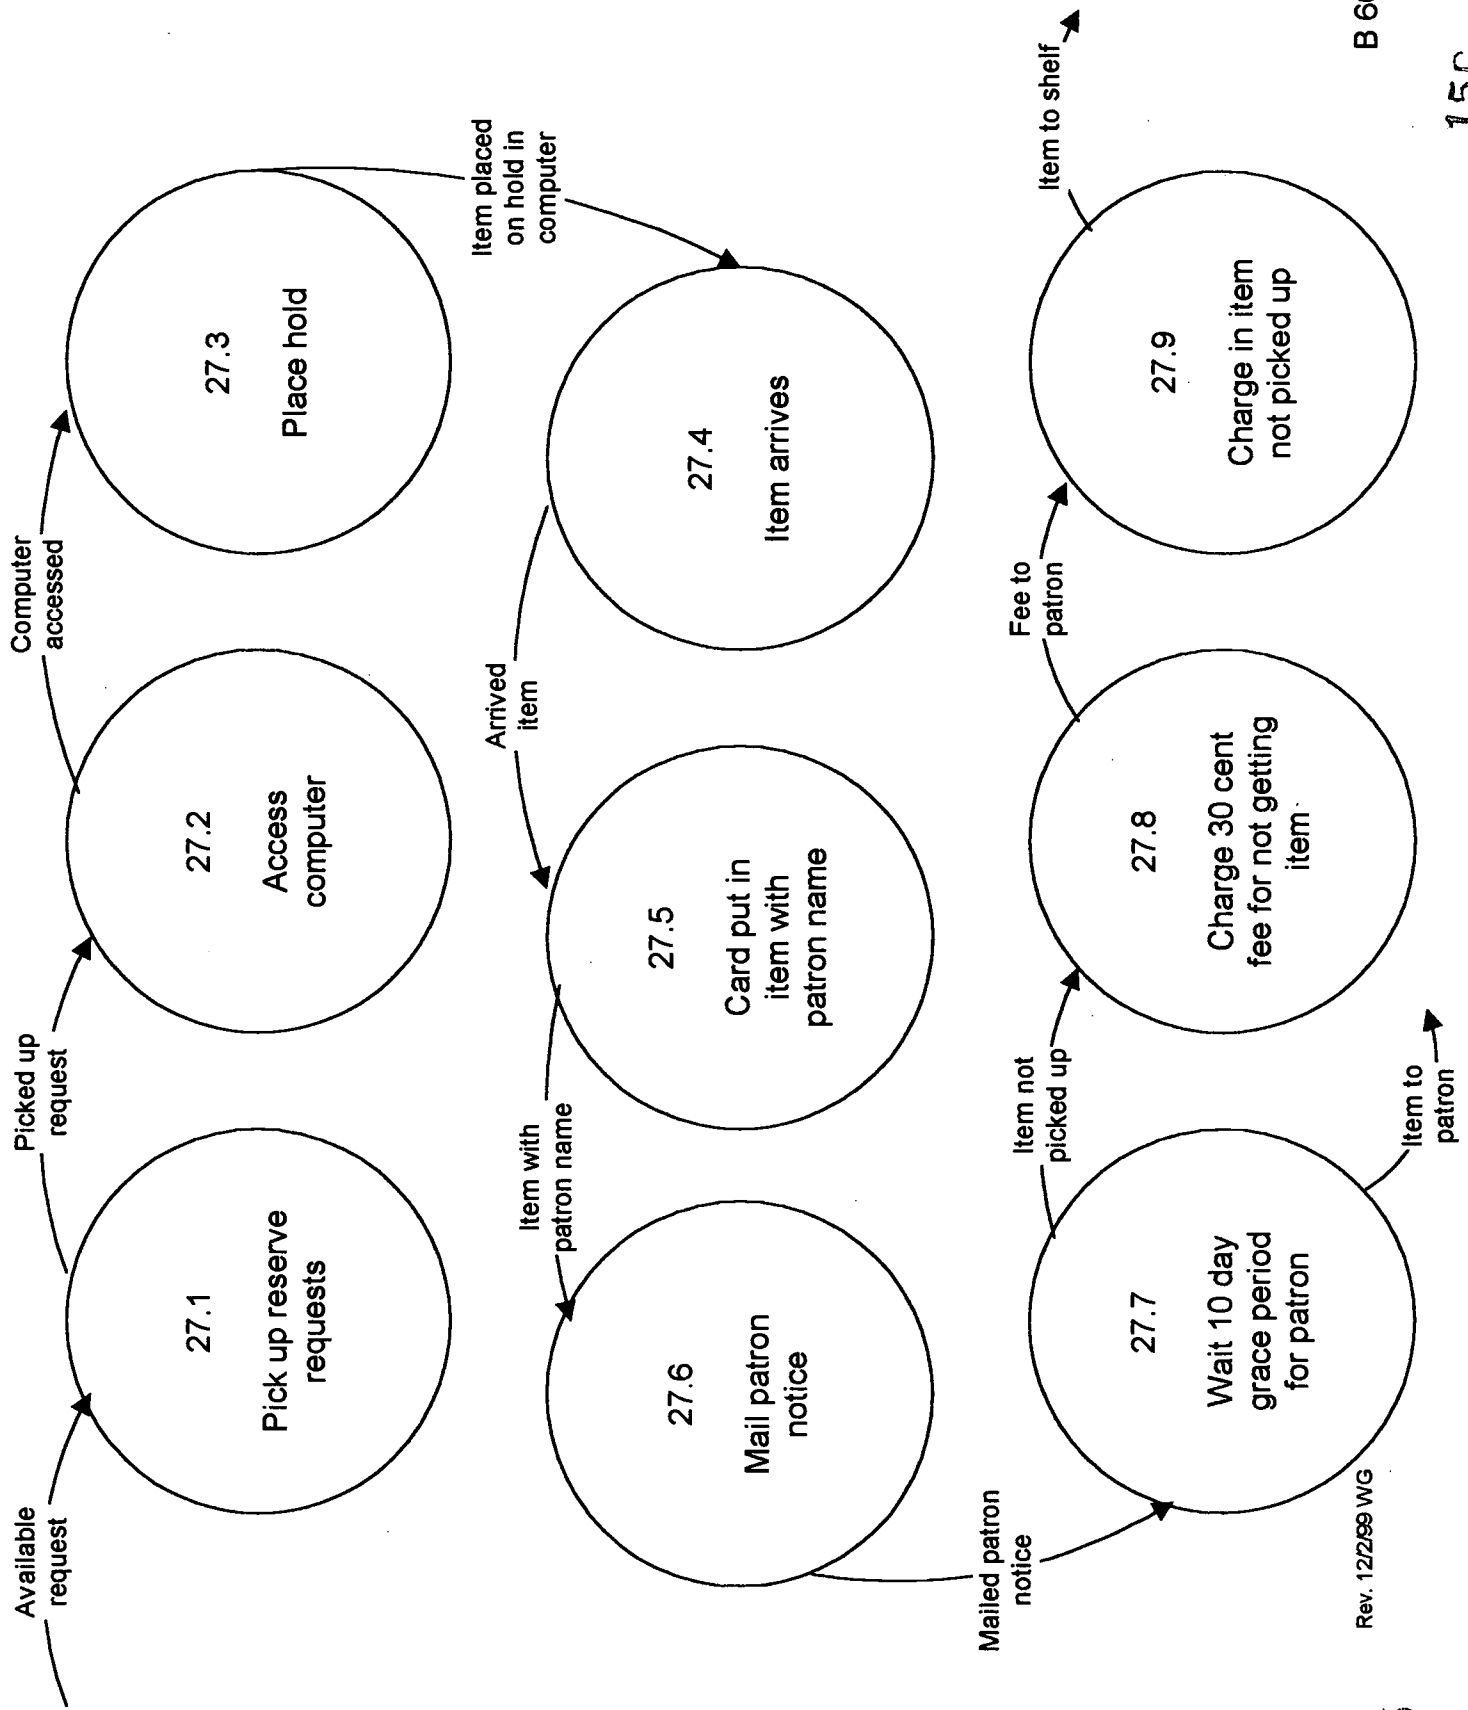 Available
request
27.1
Pick up reserve
requests
Picked up
request
27.2
Access
computer
Computer
accessed
27.3
Place hold
Item placed
on hold in
computer
27.4
Item arrives
Arrived
item
27.5
Card put in
item with
patron name
Item with
patron name
27.6
Mail patron
notice
Mailed patron
notice
27.7
Wait 10 day
grace period
for patron
Item to
patron
Item not
picked up
27.8
Charge 30 cent
fee for not getting
item
Fee to
patron
27.9
Charge in item
not picked up
Item to shelf
Rev. 12/2/99 WG